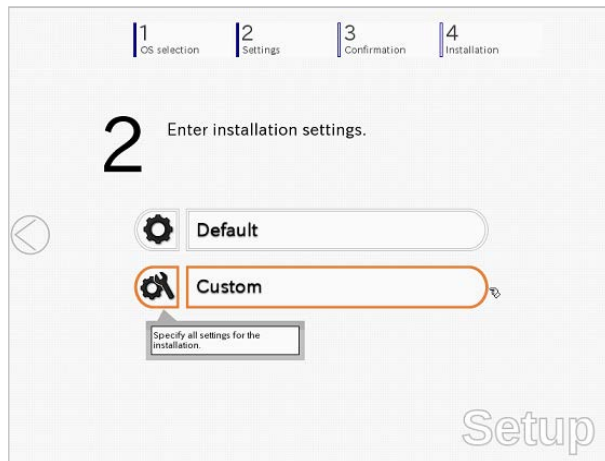 1
OS selection
2
Settings
3
Confirmation
4
Installation
2
Enter installation settings.
Default
Custom
Specify all settings for the
installation.
Setup